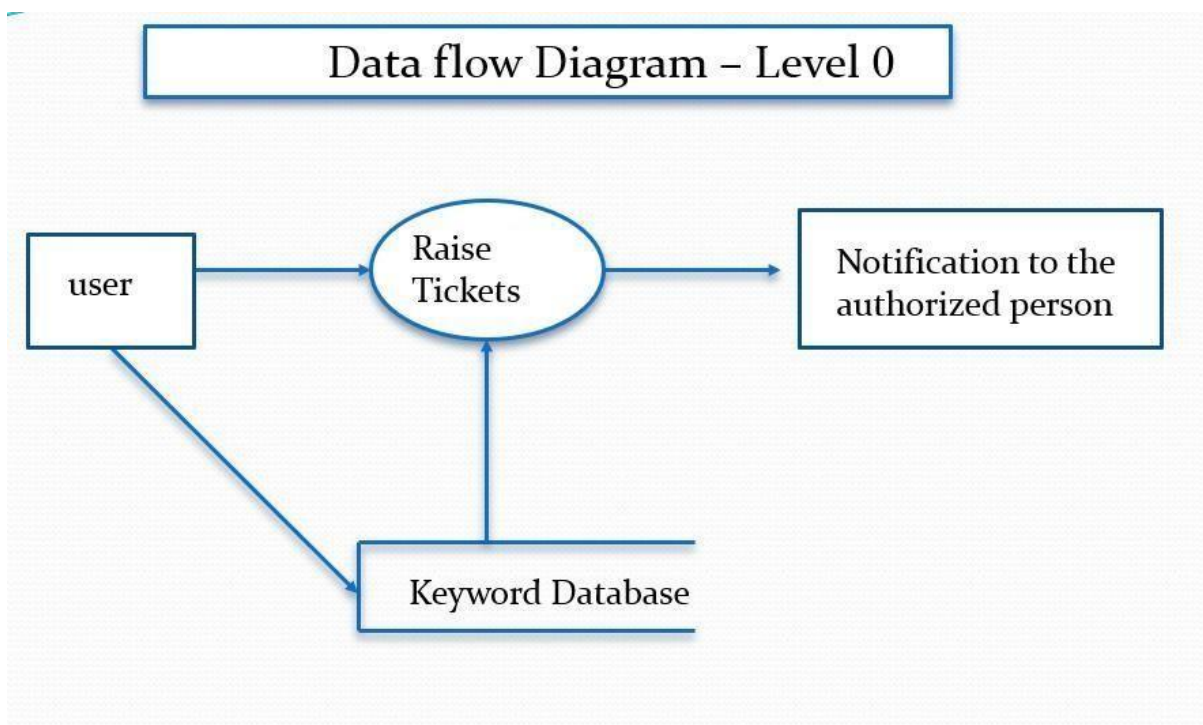 Data flow Diagram – Level 0
user
Raise
Tickets
Notification to the
authorized person
Keyword Database